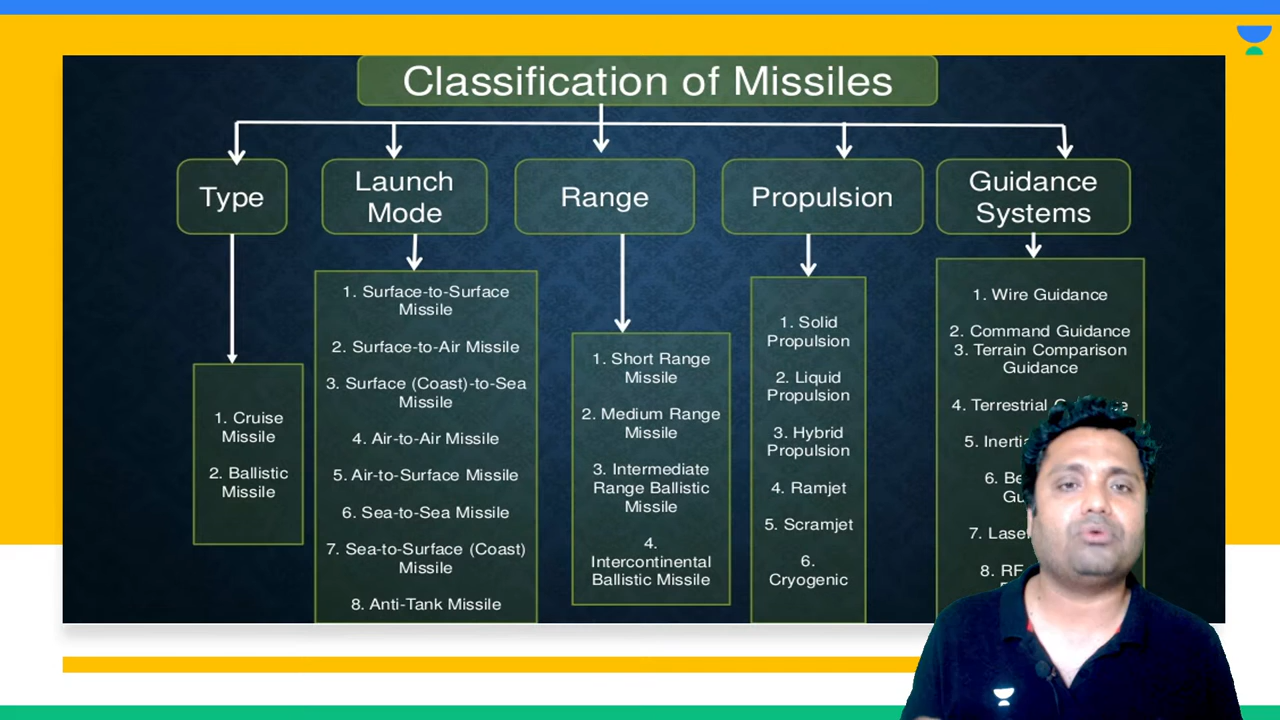 Classification of Missiles
Type
Launch
Mode
Range
Propulsion
Guidance
Systems
1. Cruise
Missile
2. Ballistic
Missile
1. Surface-to-Surface
Missile
2. Surface-to-Air Missile
3. Surface (Coast)-to-Sea
Missile
4. Air-to-Air Missile
5. Air-to-Surface Missile
6. Sea-to-Sea Missile
7. Sea-to-Surface (Coast)
Missile
8. Anti-Tank Missile
1. Short Range
Missile
2. Medium Range
Missile
3. Intermediate
Range Ballistic
Missile
4.
Intercontinental
Ballistic Missile
1. Solid
Propulsion
2. Liquid
Propulsion
3. Hybrid
Propulsion
4. Ramjet
5. Scramjet
6.
Cryogenic
1. Wire Guidance
2. Command Guidance
3. Terrain Comparison
Guidance
4. Terrestrial
5.
6.
7.
8. RF